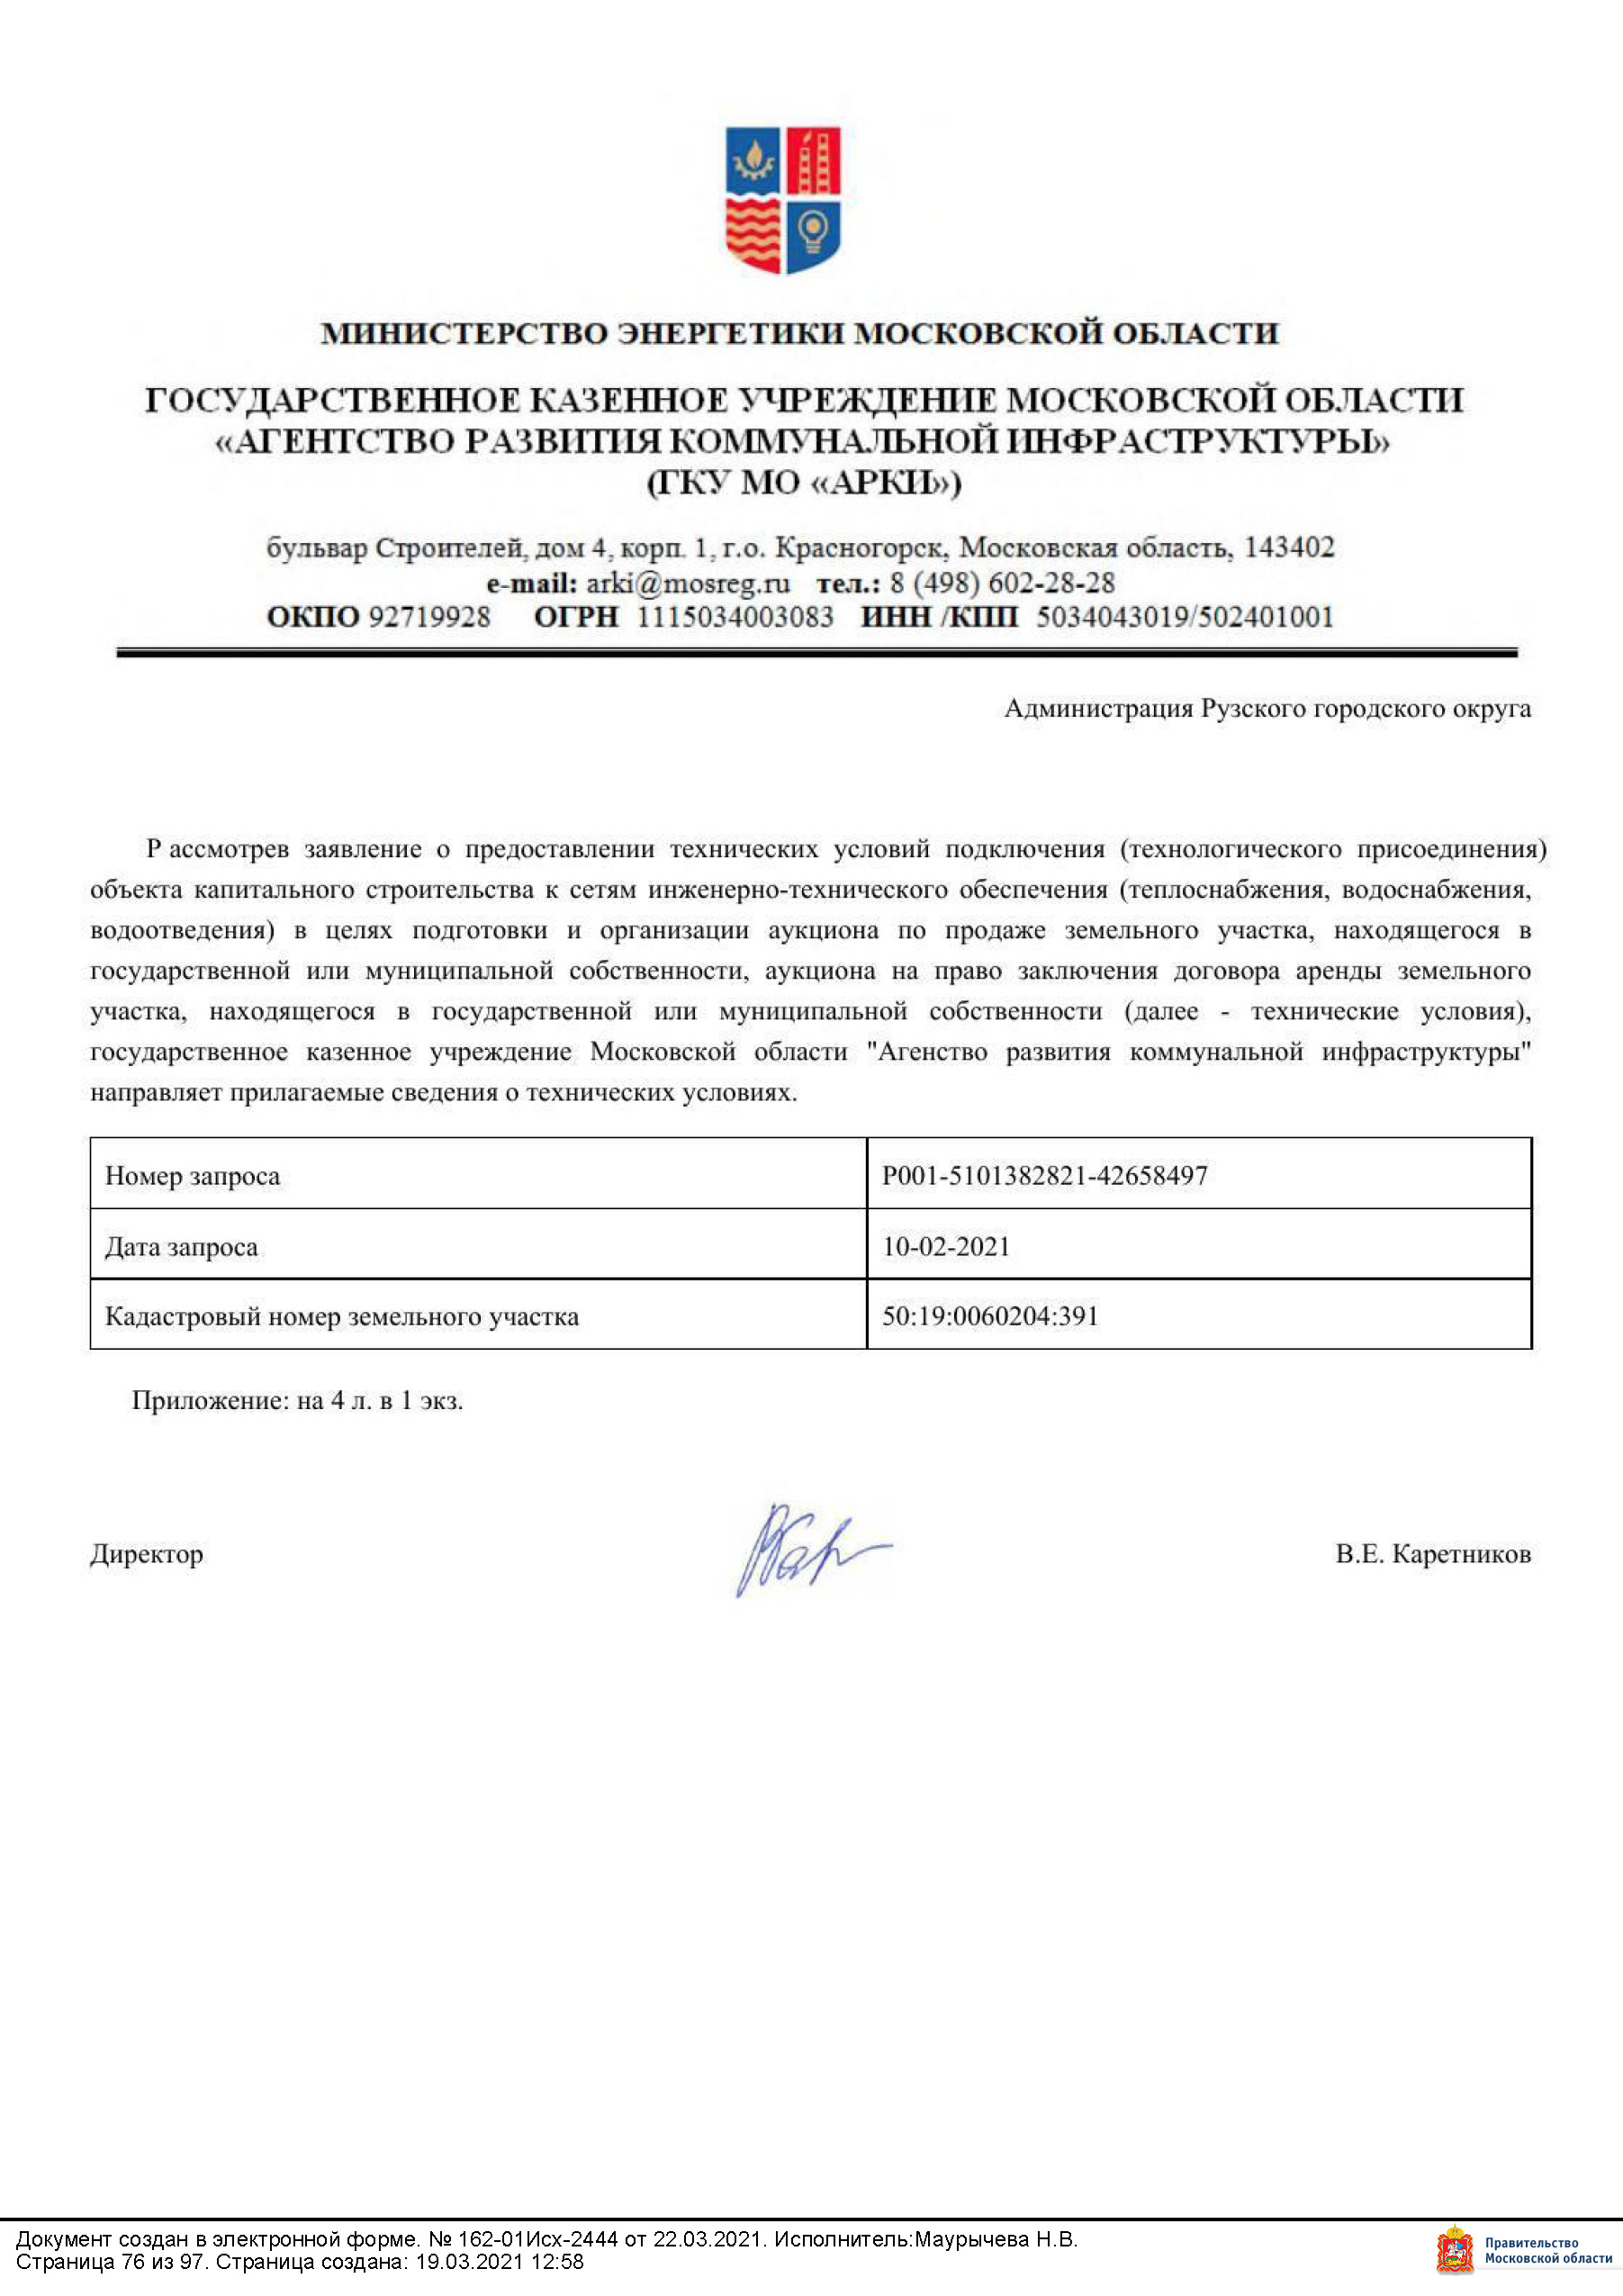 МИНИСТЕРСТВО ЭНЕРГЕТИКИ МОСКОВСКОЙ ОБЛАСТИ
ГОСУДАРСТВЕННОЕ КАЗЕННОЕ УЧРЕЖДЕНИЕ МОСКОВСКОЙ ОБЛАСТИ
«АГЕНТСТВО РАЗВИТИЯ КОММУНАЛЬНОЙ ИНФРАСТРУКТУРЫ»
(ГКУ МО «АРКИ»)
бульвар Строителей, дом 4, корп. 1, г.о. Красногорск, Московская область, 143402
e-mail: arki@mosreg.ru тел.: 8 (498) 602-28-28
ОКПО 92719928 ОГРН 1115034003083 ИНН /КПП 5034043019/502401001
Администрация Рузского городского округа
Р ассмотрев заявление о предоставлении технических условий подключения (технологического присоединения)
объекта капитального строительства к сетям инженерно-технического обеспечения (теплоснабжения, водоснабжения,
водоотведения) в целях подготовки и организации аукциона по продаже земельного участка, находящегося в
государственной или муниципальной собственности, аукциона на право заключения договора аренды земельного
участка, находящегося в государственной или муниципальной собственности (далее - технические условия),
государственное казенное учреждение Московской области "Агенство развития коммунальной инфраструктуры"
направляет прилагаемые сведения о технических условиях.
Номер запроса P001-5101382821-42658497
Дата запроса 10-02-2021
Кадастровый номер земельного участка 50:19:0060204:391
Приложение: на 4 л. в 1 экз.
Директор В.Е. Каретников
Документ создан в электронной форме. № 162-01Исх-2444 от 22.03.2021. Исполнитель:Маурычева Н.В.
Страница 76 из 97. Страница создана: 19.03.2021 12:58
Правительство
Московской области